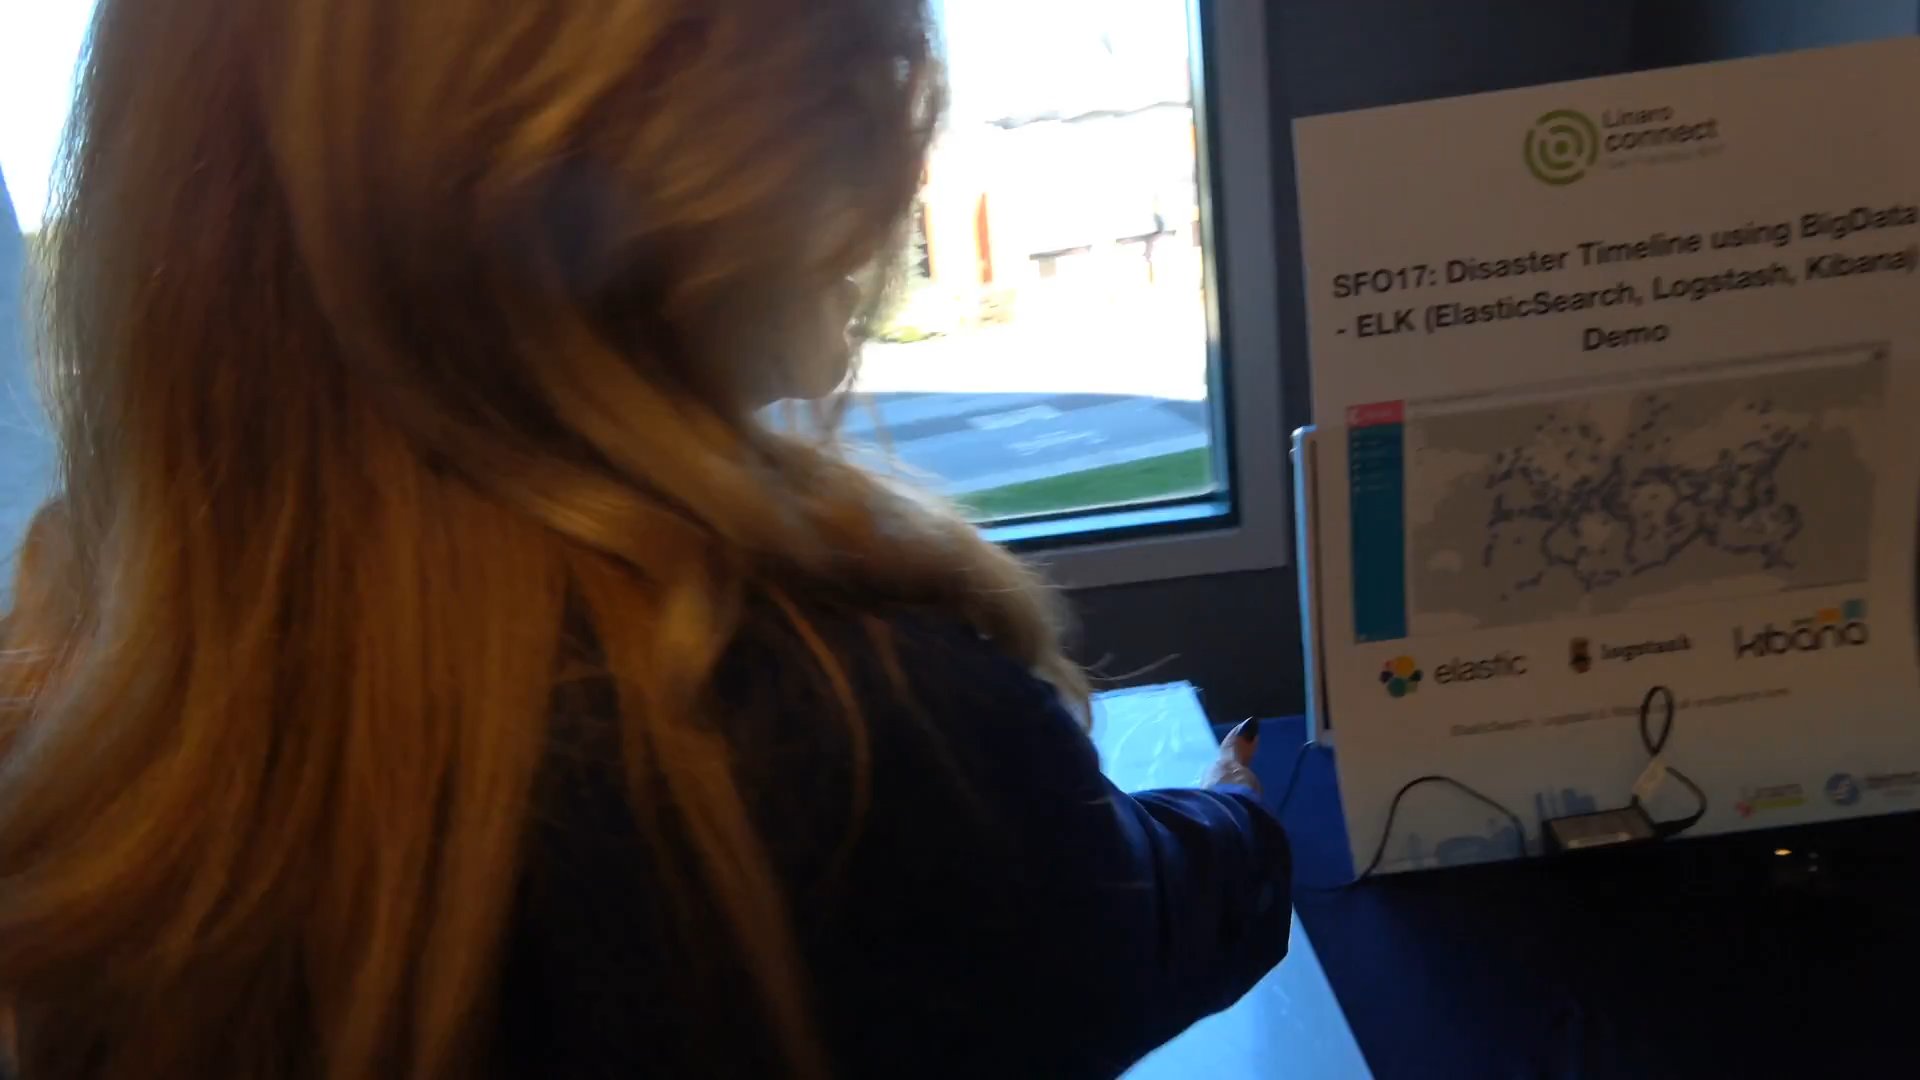 Linaro
connect
SFO17: Disaster Timeline using BigData
- ELK (ElasticSearch, Logstash, Kibana)
Demo
elastic
logstash
kibana